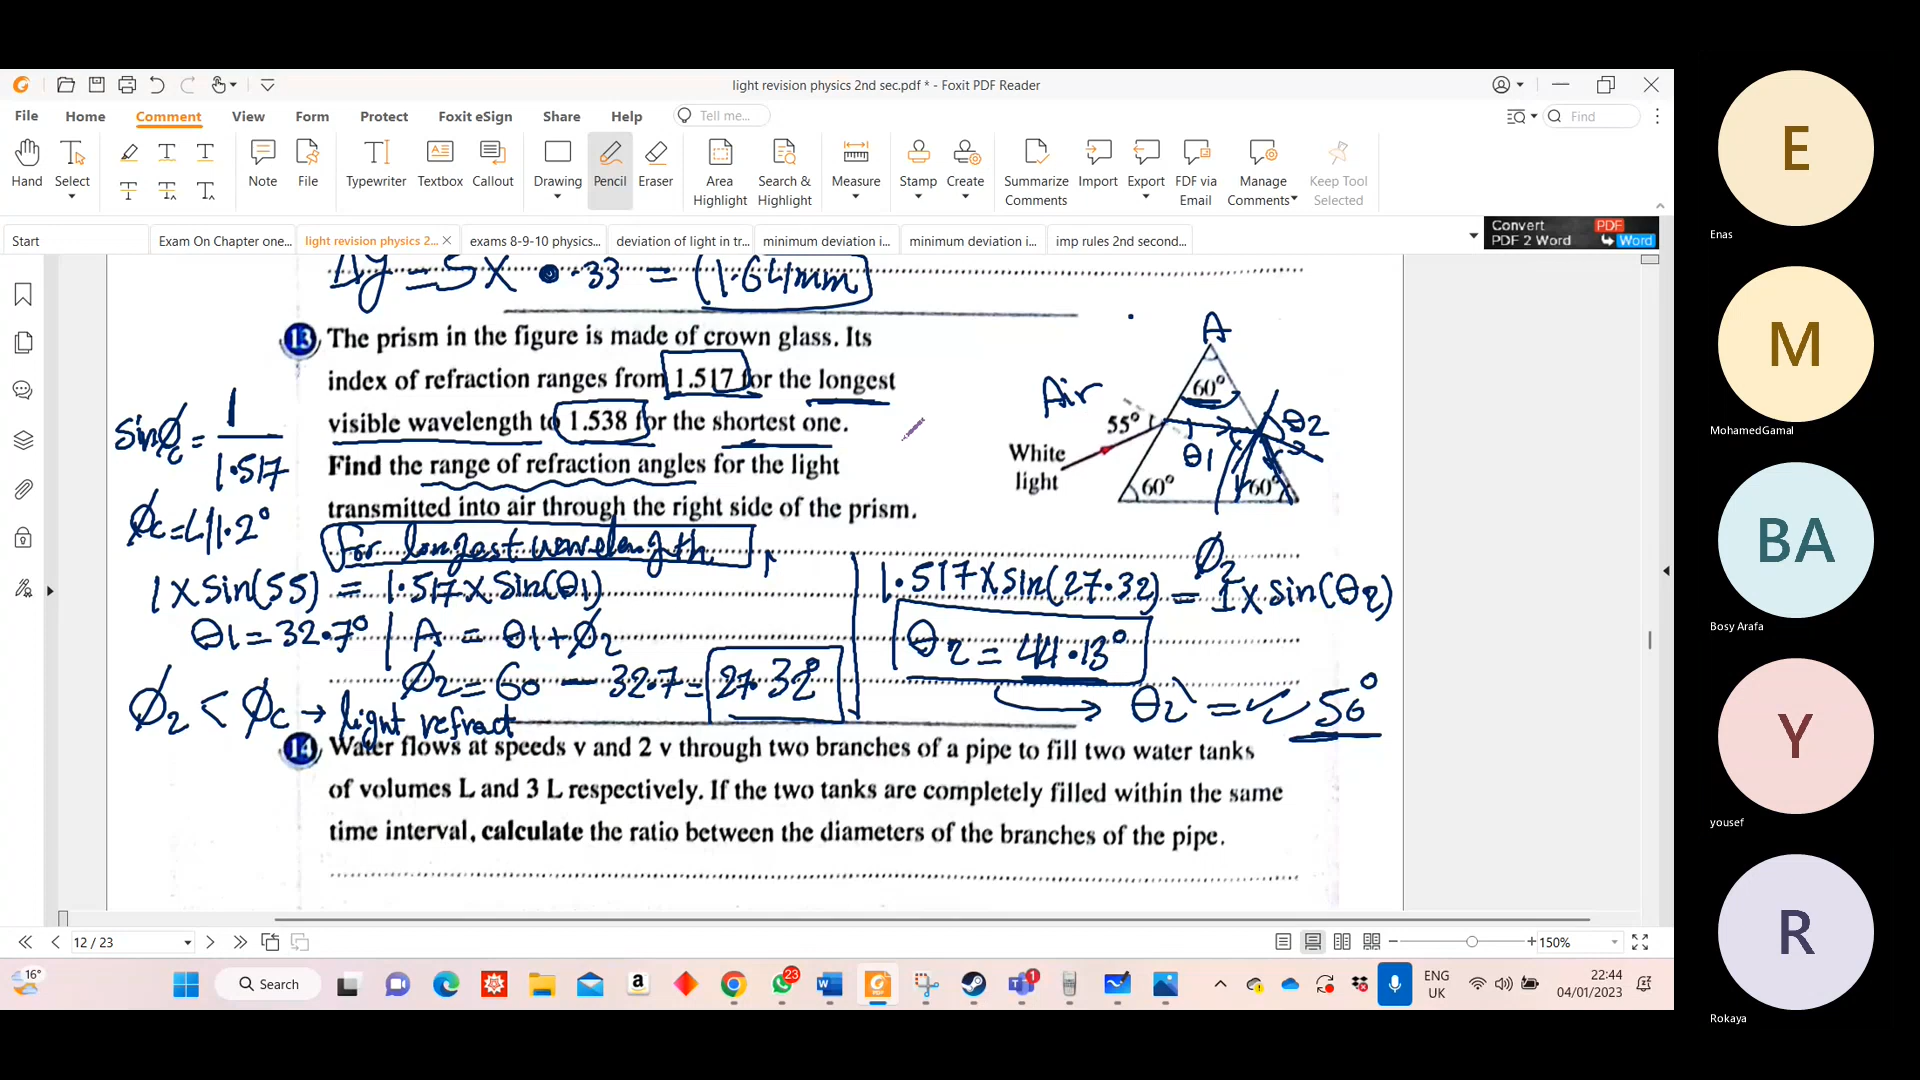 light revision physics 2nd sec.pdf * - Foxit PDF Reader
File Home Comment View Form Protect Foxit eSign Share Help Tell me... Find
Hand Select Note File Typewriter Textbox Callout Drawing Pencil Eraser Area Highlight Search & Highlight Measure Stamp Create Summarize Comments Import Export FDF via Email Manage Comments Keep Tool Selected
Start Exam On Chapter one... light revision physics 2... exams 8-9-10 physics... deviation of light in tr... minimum deviation i... minimum deviation i... imp rules 2nd second...
Convert PDF
PDF 2 Word Word
Δy = 5 X 0.33 = 1.64mm
13 The prism in the figure is made of crown glass. Its
index of refraction ranges from 1.517 for the longest
visible wavelength to 1.538 for the shortest one.
Find the range of refraction angles for the light
transmitted into air through the right side of the prism.
A
60°
Air
55°
White
light
θ1
θ2
60°
60°
sinϕc = 1/1.517
ϕc = 41.2°
For longest wavelength
1 x sin(55) = 1.517 x sin(θ1)
θ1 = 32.7° | A = θ1 + ϕ2
ϕ2 = 60 - 32.7 = 27.32°
ϕ2 < ϕc → light refract
ϕ2
1.517 x sin(27.32) = 1 x sin(θ2)
θ2 = 44.13°
θ2` = 56°
14 Water flows at speeds v and 2 v through two branches of a pipe to fill two water tanks
of volumes L and 3 L respectively. If the two tanks are completely filled within the same
time interval, calculate the ratio between the diameters of the branches of the pipe.
12 / 23
150%
16°
Search
23
1
ENG
UK
22:44
04/01/2023
E
Enas
M
MohamedGamal
BA
Bosy Arafa
Y
yousef
R
Rokaya